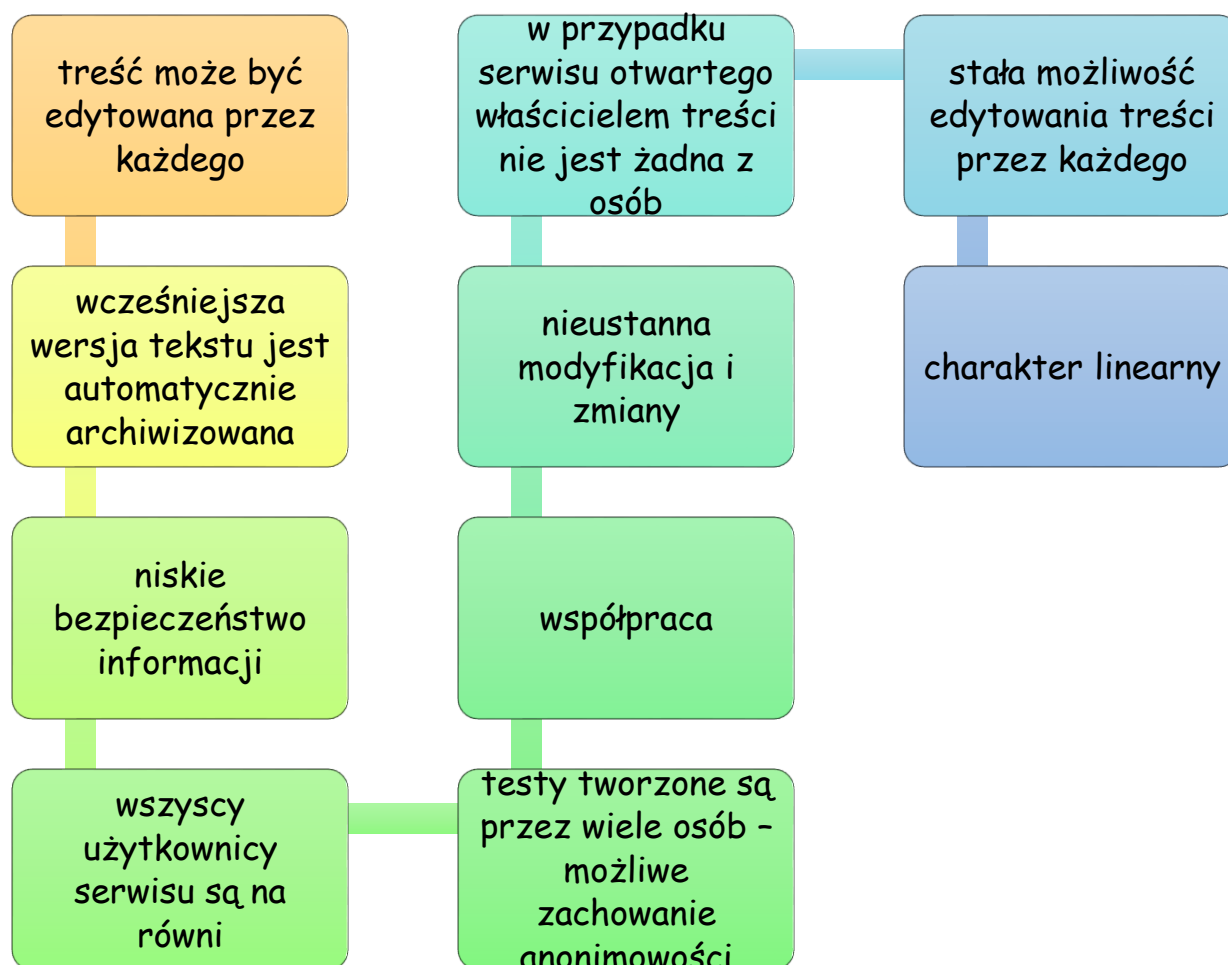 treść może być
edytowana przez
każdego
wcześniejsza
wersja tekstu jest
automatycznie
archiwizowana
niskie
bezpieczeństwo
informacji
wszyscy
użytkownicy
serwisu są na
równi
testy tworzone są
przez wiele osób –
możliwe
zachowanie
anonimowości
współpraca
nieustanna
modyfikacja i
zmiany
w przypadku
serwisu otwartego
właścicielem treści
nie jest żadna z
osób
stała możliwość
edytowania treści
przez każdego
charakter linearny